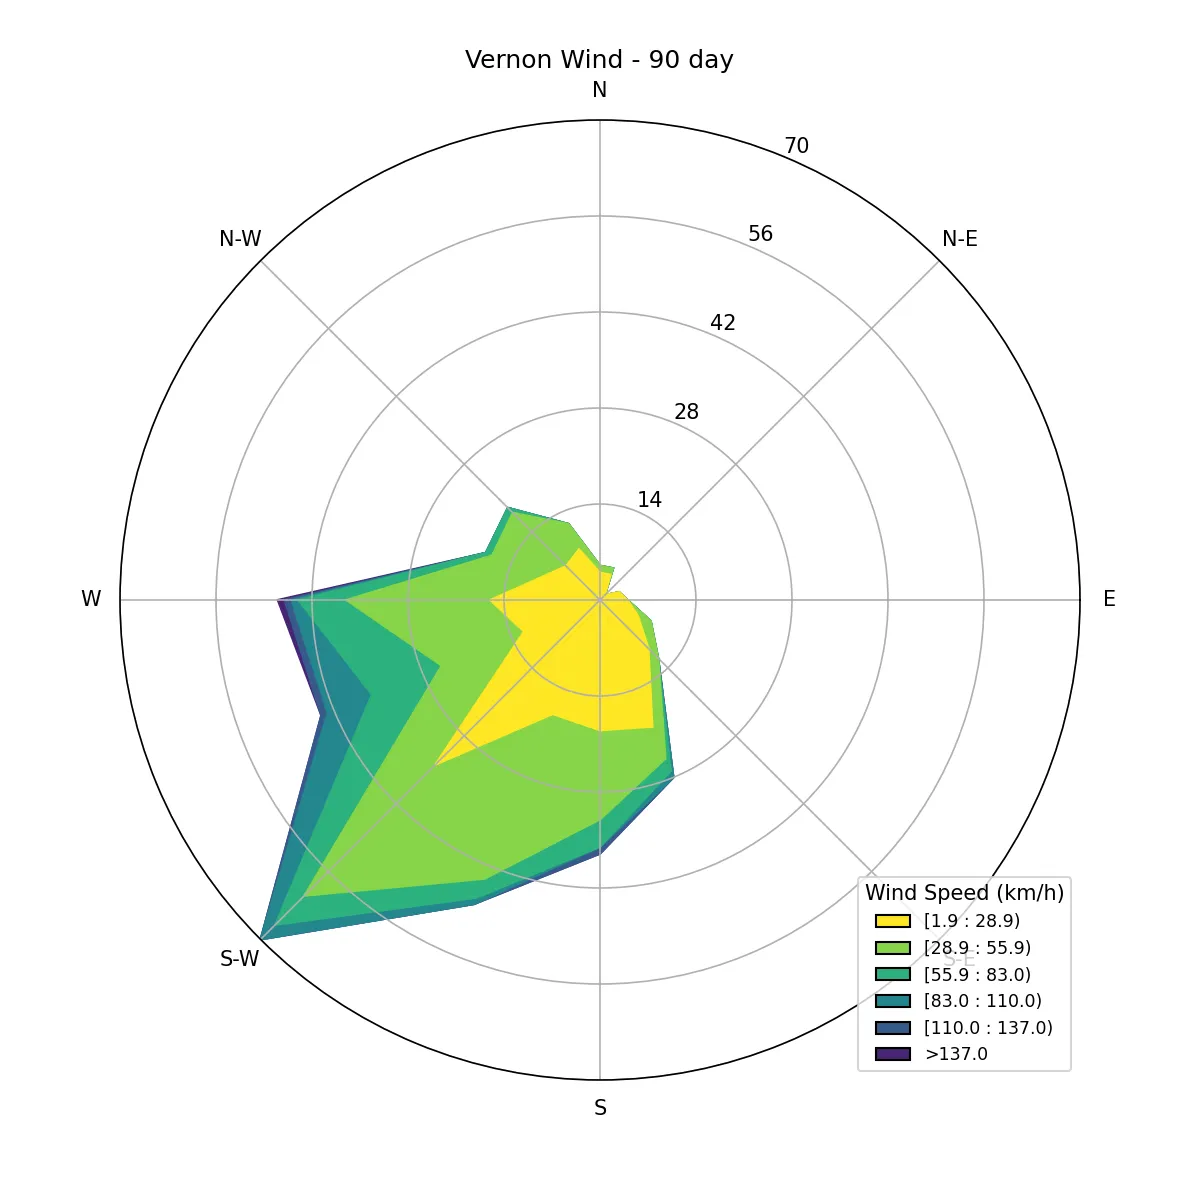 Vernon Wind - 90 day
N
70
N-W
N-E
56
42
28
14
W
E
Wind Speed (km/h)
[1.9 : 28.9)
[28.9 : 55.9)
S-W
S-E
[55.9 : 83.0)
[83.0 : 110.0)
[110.0 : 137.0)
>137.0
S